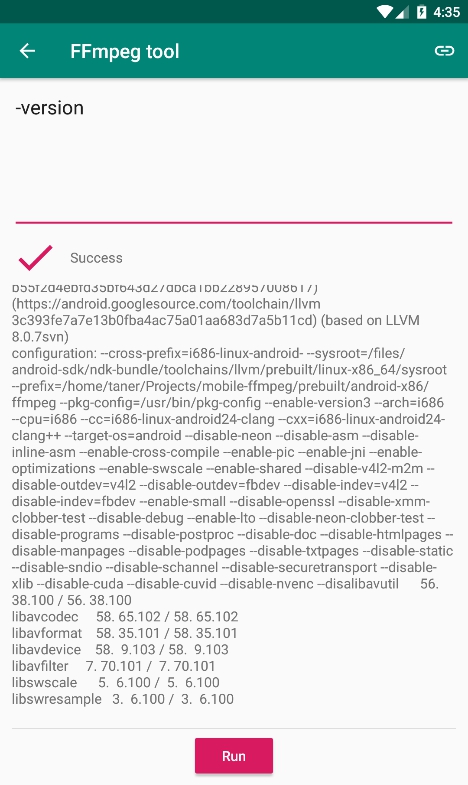 4:35
FFmpeg tool
-version
Success
b55f2d4ebfd35bf643d27dbca1bb228957008617)
(https://android.googlesource.com/toolchain/llvm
3c393fe7a7e13b0fba4ac75a01aa683d7a5b11cd) (based on LLVM
8.0.7svn)
configuration: --cross-prefix=i686-linux-android- --sysroot=/files/
android-sdk/ndk-bundle/toolchains/llvm/prebuilt/linux-x86_64/sysroot
--prefix=/home/taner/Projects/mobile-ffmpeg/prebuilt/android-x86/
ffmpeg --pkg-config=/usr/bin/pkg-config --enable-version3 --arch=i686
--cpu=i686 --cc=i686-linux-android24-clang --cxx=i686-linux-android24-
clang++ --target-os=android --disable-neon --disable-asm --disable-
inline-asm --enable-cross-compile --enable-pic --enable-jni --enable-
optimizations --enable-swscale --enable-shared --disable-v4l2-m2m --
disable-outdev=v4l2 --disable-outdev=fbdev --disable-indev=v4l2 --
disable-indev=fbdev --enable-small --disable-openssl --disable-xmm-
clobber-test --disable-debug --enable-lto --disable-neon-clobber-test --
disable-programs --disable-postproc --disable-doc --disable-htmlpages --
disable-manpages --disable-podpages --disable-txtpages --disable-static
--disable-sndio --disable-schannel --disable-securetransport --disable-
xlib --disable-cuda --disable-cuvid --disable-nvenc --disalibavutil 56.
38.100 / 56. 38.100
libavcodec 58. 65.102 / 58. 65.102
libavformat 58. 35.101 / 58. 35.101
libavdevice 58. 9.103 / 58. 9.103
libavfilter 7. 70.101 / 7. 70.101
libswscale 5. 6.100 / 5. 6.100
libswresample 3. 6.100 / 3. 6.100
Run